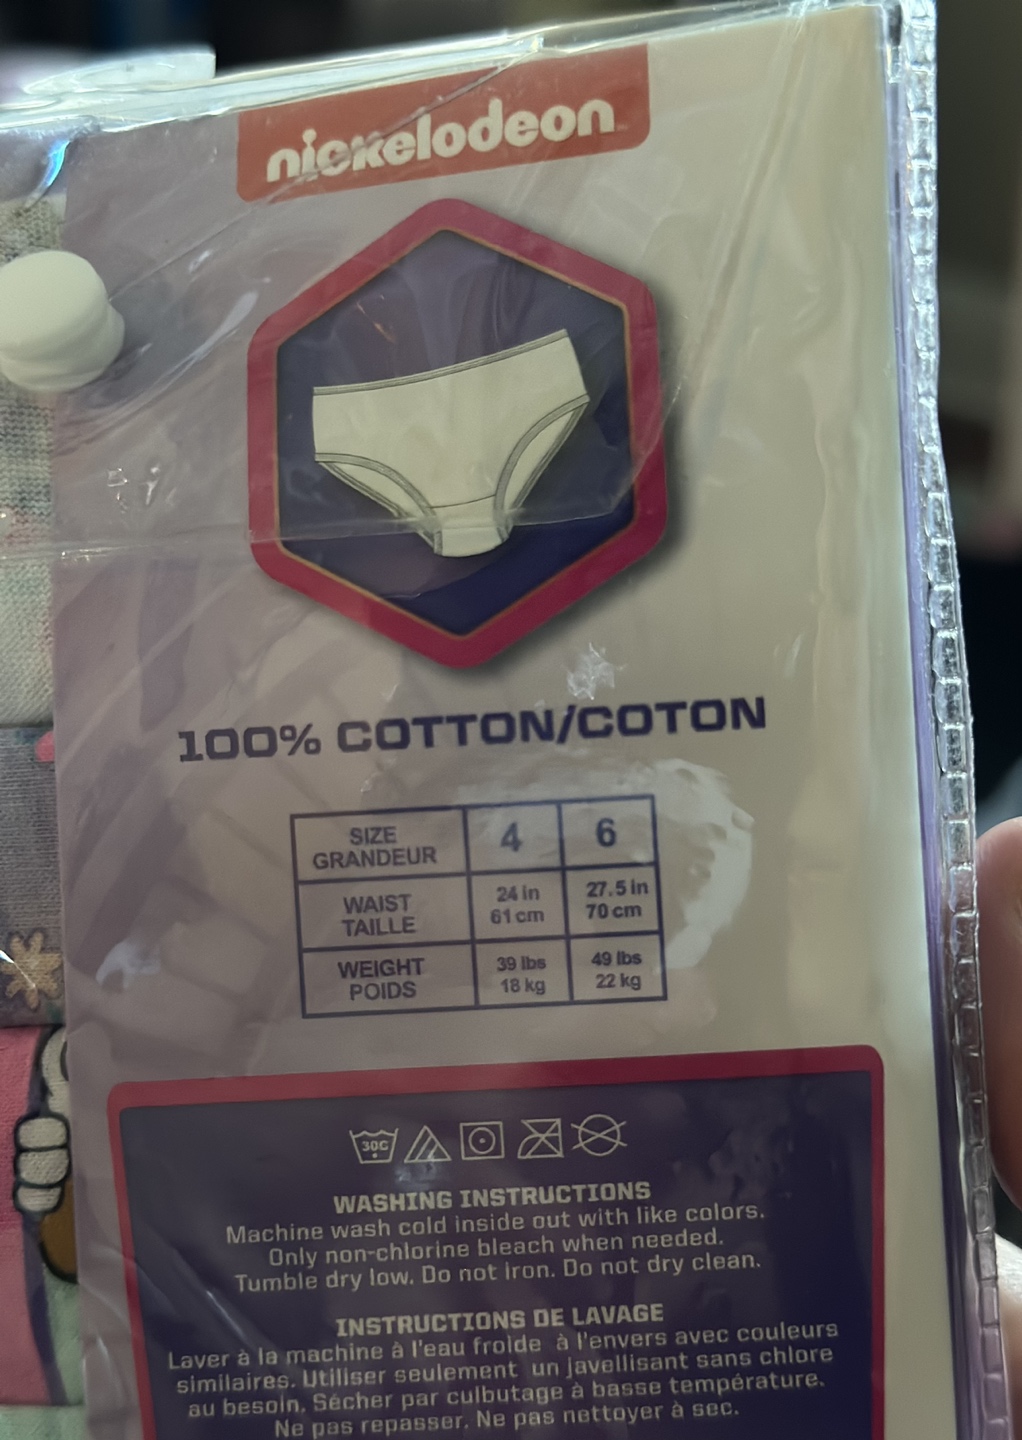 nickelodeon
100% COTTON/COTON
SIZE 4 6
GRANDEUR
WAIST 24 in 27.5 in
TAILLE 61 cm 70 cm
WEIGHT 39 lbs 49 lbs
POIDS 18 kg 22 kg
30C
WASHING INSTRUCTIONS
Machine wash cold inside out with like colors.
Only non-chlorine bleach when needed.
Tumble dry low. Do not iron. Do not dry clean.
INSTRUCTIONS DE LAVAGE
Laver à la machine à l'eau froide à l'envers avec couleurs
similaires. Utiliser seulement un javellisant sans chlore
au besoin. Sécher par culbutage à basse température.
Ne pas repasser. Ne pas nettoyer à sec.